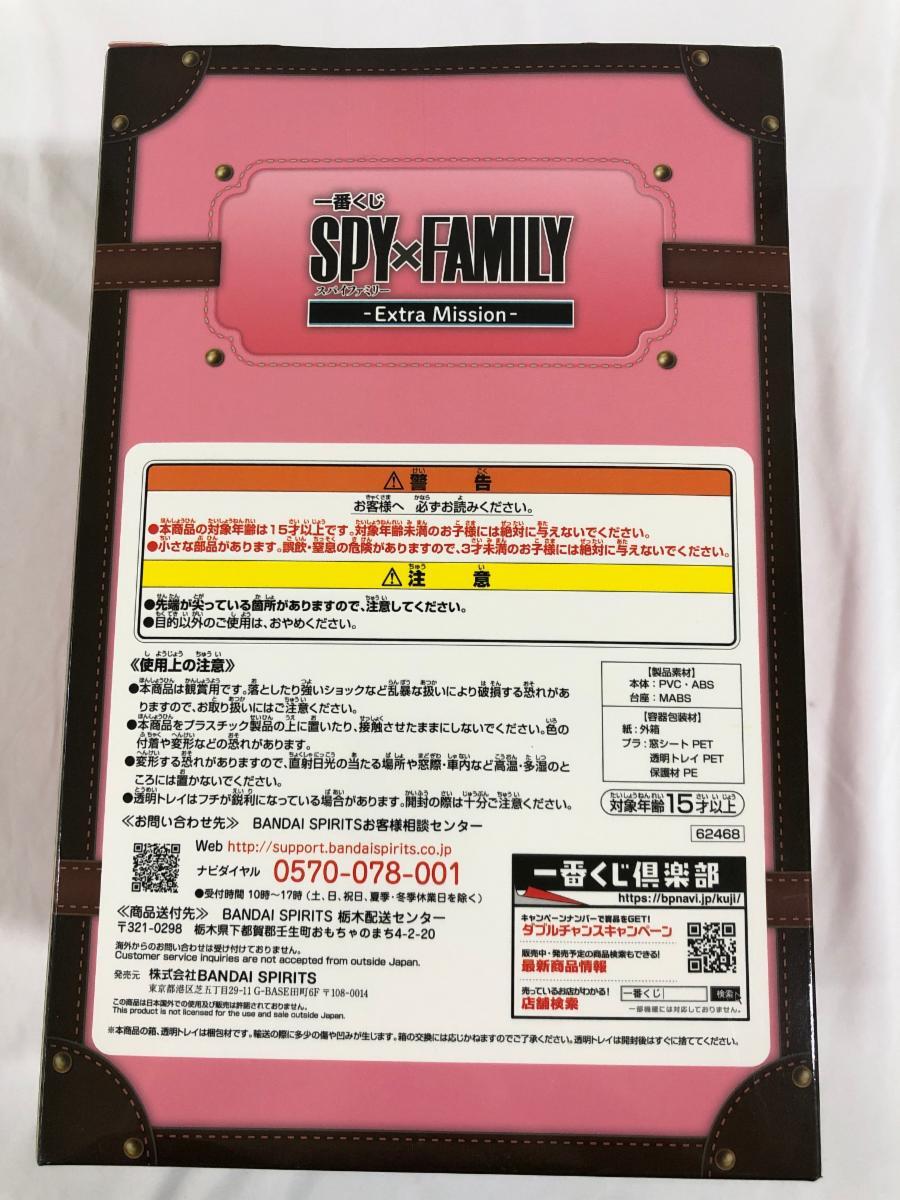 一番くじ
SPY×FAMILY
スパイファミリー
-Extra Mission-
⚠警告
お客様へ 必ずお読みください。
●本商品の対象年齢は15才以上です。対象年齢未満のお子様には絶対に与えないでください。
●小さな部品があります。誤飲・窒息の危険がありますので、3才未満のお子様には絶対に与えないでください。
⚠注意
●先端が尖っている箇所がありますので、注意してください。
●目的以外のご使用は、おやめください。
《使用上の注意》
●本商品は観賞用です。落としたり強いショックなど乱暴な扱いにより破損する恐れがあ
りますので、お取り扱いにはご注意ください。
●本商品をプラスチック製品の上に置いたり、接触させたままにしないでください。色の
付着や変形などの恐れがあります。
●変形する恐れがありますので、直射日光の当たる場所や窓際・車内など高温・多湿のと
ころには置かないでください。
●透明トレイはフチが鋭利になっている場合があります。開封の際は十分ご注意ください。
【製品素材】
本体：PVC・ABS
台座：MABS
【容器包装材】
紙：外箱
プラ：窓シート PET
透明トレイ PET
保護材 PE
対象年齢15才以上
62468
≪お問い合わせ先≫ BANDAI SPIRITSお客様相談センター
Web http://support.bandaispirits.co.jp
ナビダイヤル 0570-078-001
●受付時間 10時～17時（土、日、祝日、夏季・冬季休業日を除く）
≪商品送付先≫ BANDAI SPIRITS 栃木配送センター
〒321-0298 栃木県下都賀郡壬生町おもちゃのまち4-2-20
海外からのお問い合わせは受け付けておりません。
Customer service inquiries are not accepted from outside Japan.
発売元 株式会社BANDAI SPIRITS
東京都港区芝五丁目29-11 G-BASE田町6F 〒108-0014
この商品は日本国外での使用及び販売は許諾されておりません。
This product is not licensed for the use and sale outside Japan.
一番くじ倶楽部
https://bpnavi.jp/kuji/
キャンペーンナンバーで賞品をGET!
ダブルチャンスキャンペーン
販売中・発売予定の商品検索もできる!
最新商品情報
売っているお店がわかる!
店舗検索
一番くじ 検索
一部機種には対応しておりません。
※本商品の箱、透明トレイは梱包材です。輸送の際に多少の傷や凹みが生じます。箱の交換には応じかねますのでご了承ください。透明トレイは開封後はすぐに捨ててください。